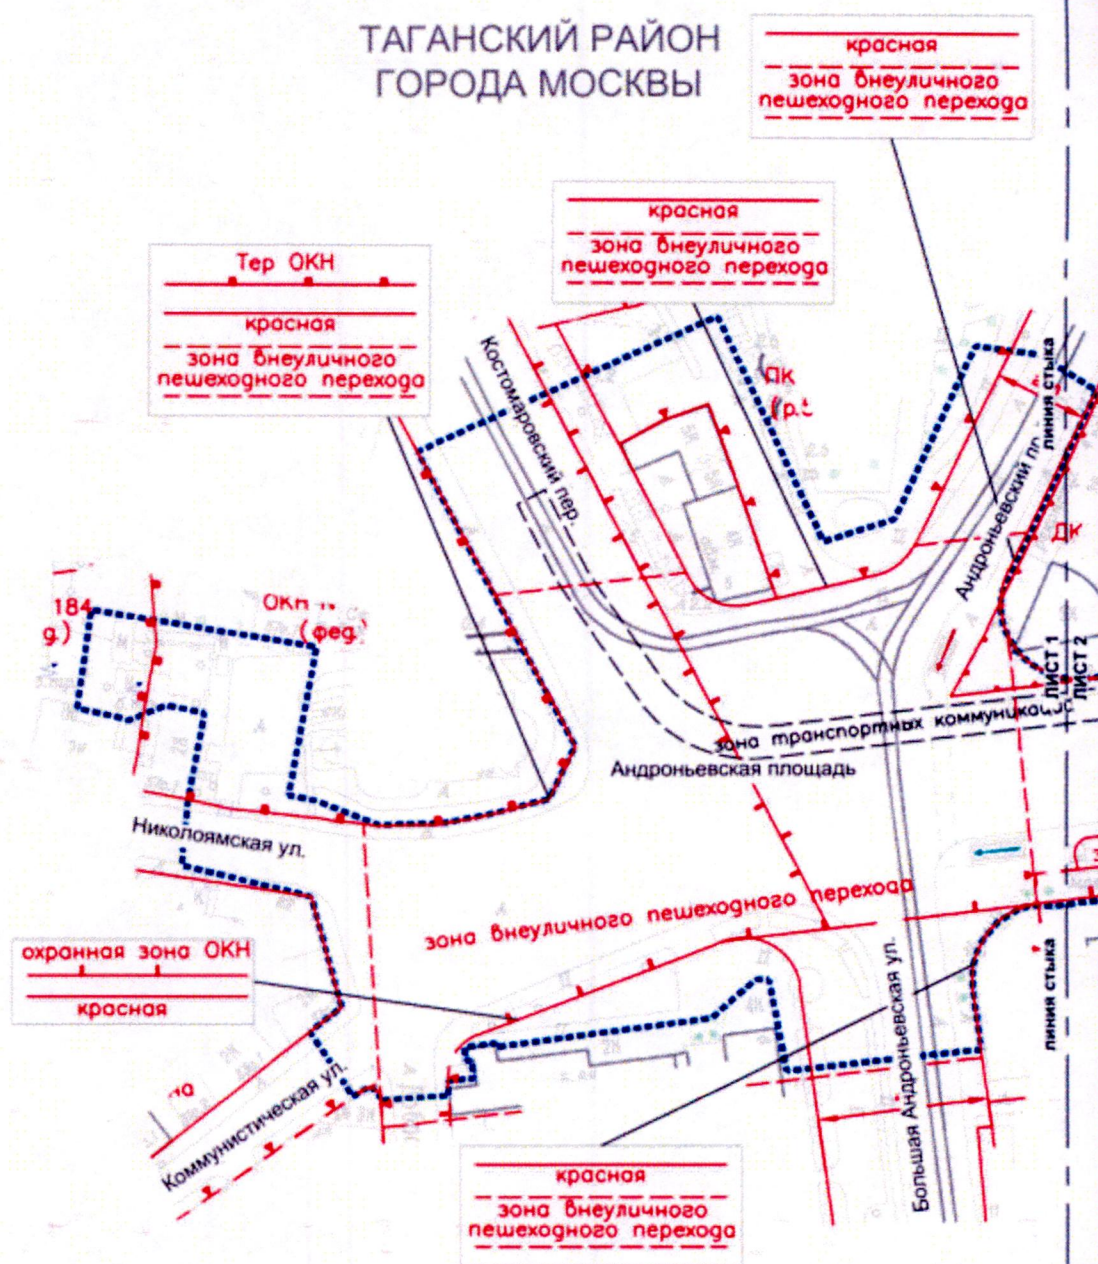 ТАГАНСКИЙ РАЙОН
ГОРОДА МОСКВЫ
красная
зона внеуличного
пешеходного перехода
красная
зона внеуличного
пешеходного перехода
Тер ОКН
красная
зона внеуличного
пешеходного перехода
Костомаровский пер.
Андроньевский
линия стыка
ДК
184
д.)
ОКН
(фед.
ЛИСТ 1
ЛИСТ 2
зона транспортных коммуникаций
Андроньевская площадь
Николоямская ул.
зона внеуличного пешеходного перехода
охранная зона ОКН
красная
Коммунистическая ул.
Большая Андроньевская ул.
линия стыка
красная
зона внеуличного
пешеходного перехода